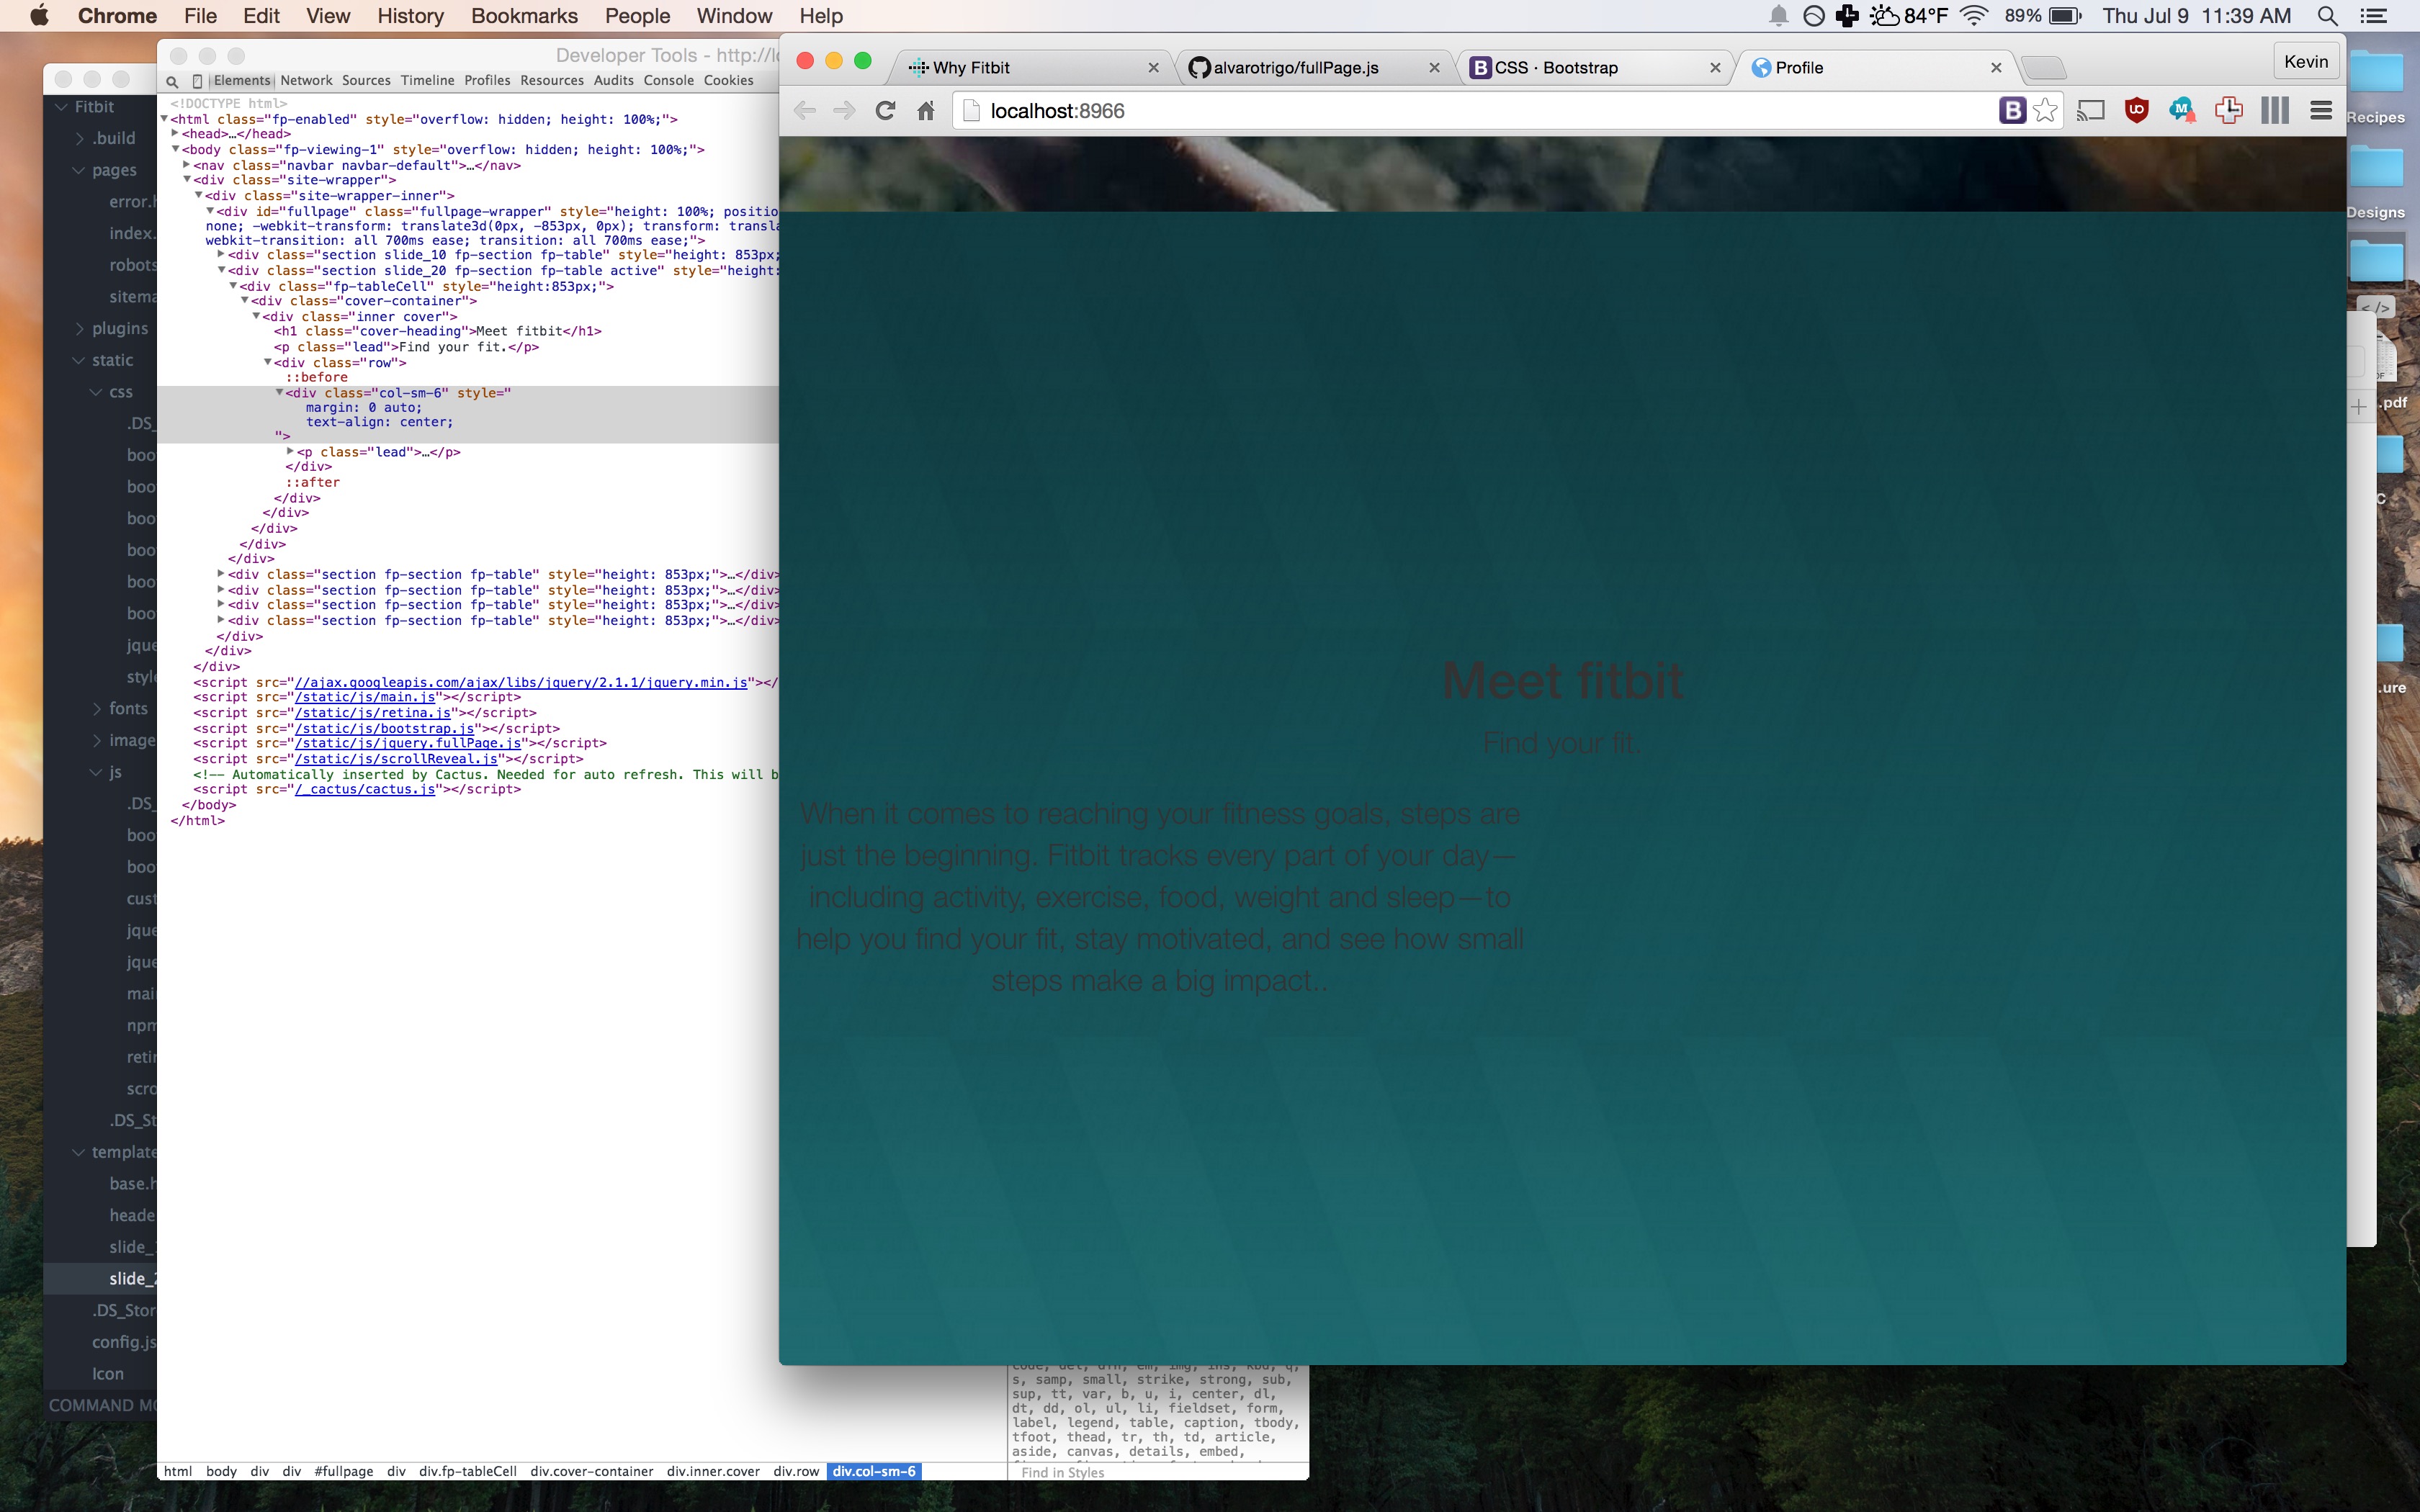 Chrome File Edit View History Bookmarks People Window Help 84°F 89% Thu Jul 9 11:39 AM
Developer Tools - http://lo
Elements Network Sources Timeline Profiles Resources Audits Console Cookies
Why Fitbit
alvarotrigo/fullPage.js
CSS · Bootstrap
Profile
Kevin
localhost:8966
Fitbit
.build
pages
error.h
index.
robots
sitema
plugins
static
css
.DS_
boo
boo
boo
boo
boo
boo
jque
style
fonts
image
js
.DS_
boo
boo
cust
jque
jque
mai
npm
reti
scro
.DS_St
template
base.h
heade
slide_
slide_2
.DS_Stor
config.js
Icon
COMMAND MO
<!DOCTYPE html>
<html class="fp-enabled" style="overflow: hidden; height: 100%;">
<head>…</head>
<body class="fp-viewing-1" style="overflow: hidden; height: 100%;">
<nav class="navbar navbar-default">…</nav>
<div class="site-wrapper">
<div class="site-wrapper-inner">
<div id="fullpage" class="fullpage-wrapper" style="height: 100%; positio
none; -webkit-transform: translate3d(0px, -853px, 0px); transform: transla
webkit-transition: all 700ms ease; transition: all 700ms ease;">
<div class="section slide_10 fp-section fp-table" style="height: 853px;
<div class="section slide_20 fp-section fp-table active" style="height:
<div class="fp-tableCell" style="height:853px;">
<div class="cover-container">
<div class="inner cover">
<h1 class="cover-heading">Meet fitbit</h1>
<p class="lead">Find your fit.</p>
<div class="row">
::before
<div class="col-sm-6" style="
margin: 0 auto;
text-align: center;
">
<p class="lead">…</p>
</div>
::after
</div>
</div>
</div>
</div>
</div>
<div class="section fp-section fp-table" style="height: 853px;">…</div>
<div class="section fp-section fp-table" style="height: 853px;">…</div>
<div class="section fp-section fp-table" style="height: 853px;">…</div>
<div class="section fp-section fp-table" style="height: 853px;">…</div>
</div>
</div>
</div>
<script src="//ajax.googleapis.com/ajax/libs/jquery/2.1.1/jquery.min.js"></
<script src="/static/js/main.js"></script>
<script src="/static/js/retina.js"></script>
<script src="/static/js/bootstrap.js"></script>
<script src="/static/js/jquery.fullPage.js"></script>
<script src="/static/js/scrollReveal.js"></script>
<!-- Automatically inserted by Cactus. Needed for auto refresh. This will b
<script src="/_cactus/cactus.js"></script>
</body>
</html>
Meet fitbit
Find your fit.
When it comes to reaching your fitness goals, steps are
just the beginning. Fitbit tracks every part of your day—
including activity, exercise, food, weight and sleep—to
help you find your fit, stay motivated, and see how small
steps make a big impact..
s, samp, small, strike, strong, sub,
sup, tt, var, b, u, i, center, dl,
dt, dd, ol, ul, li, fieldset, form,
label, legend, table, caption, tbody,
tfoot, thead, tr, th, td, article,
aside, canvas, details, embed,
html body div div #fullpage div div.fp-tableCell div.cover-container div.inner.cover div.row div.col-sm-6
Find in Styles
Recipes
Designs
</>
.pdf
C
.ure